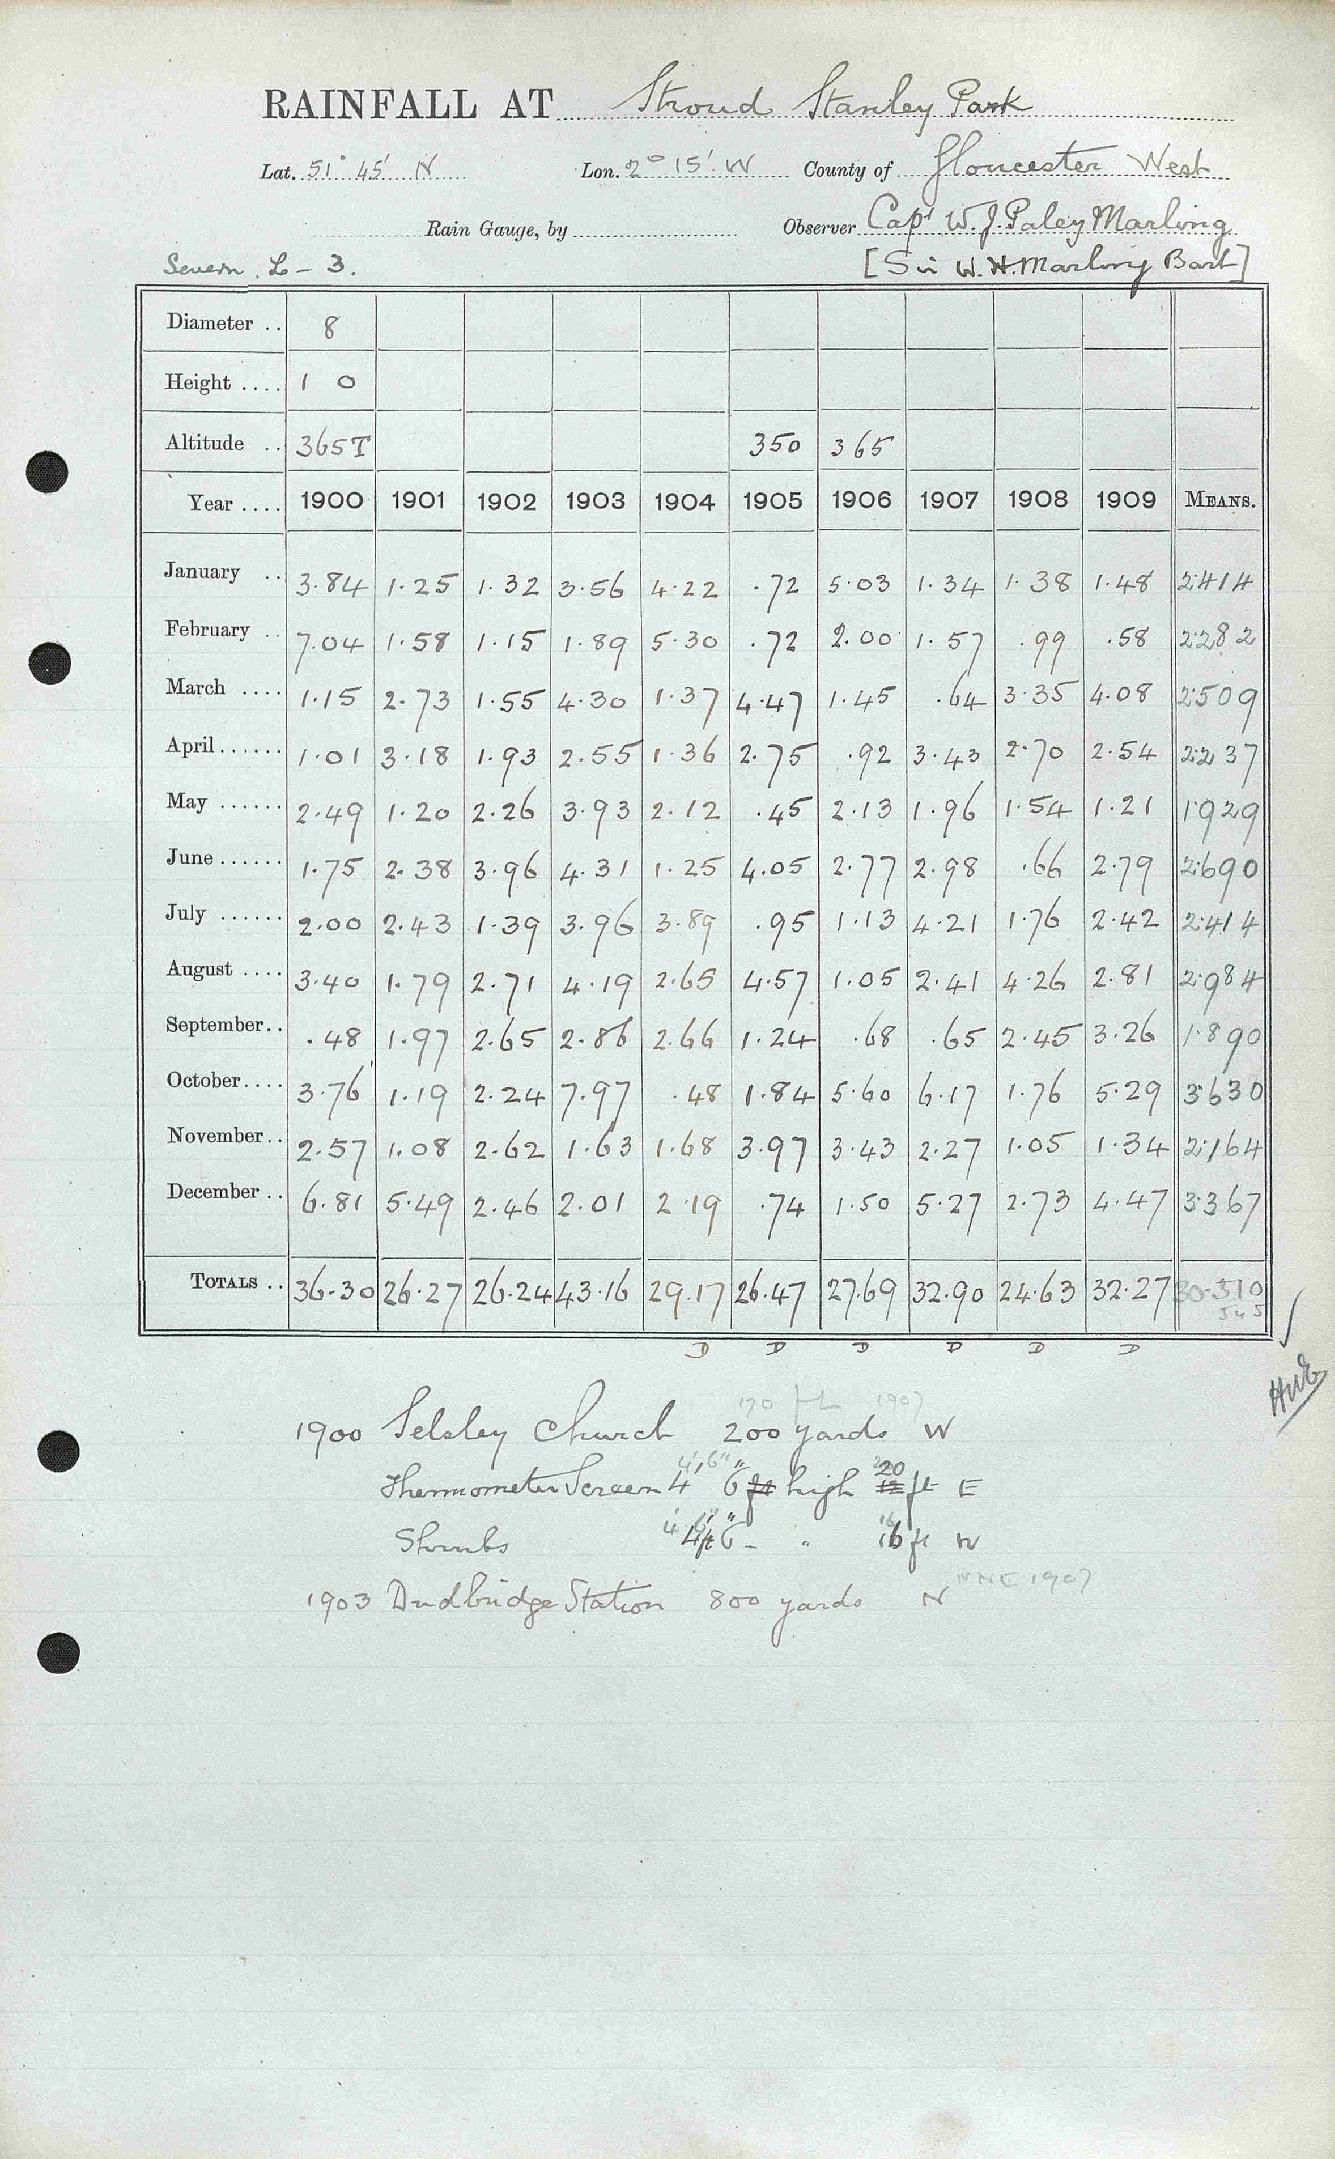 RAINFALL AT Stroud Stanley Park
Lat. 51° 45' N Lon. 2° 15' W County of Gloucester West
Rain Gauge, by Observer Capt W. J. Paley Marling
Severn L - 3. [Sir W. H. Marling Bart]
Diameter .. 8
Height .... 1 0
Altitude .. 365T 350 365
Year .... 1900 1901 1902 1903 1904 1905 1906 1907 1908 1909 MEANS.
January .. 3.84 1.25 1.32 3.56 4.22 .72 5.03 1.34 1.38 1.48 2.414
February .. 7.04 1.58 1.15 1.89 5.30 .72 2.00 1.57 .99 .58 2.282
March .... 1.15 2.73 1.55 4.30 1.37 4.47 1.45 .64 3.35 4.08 2.509
April ...... 1.01 3.18 1.93 2.55 1.36 2.75 .92 3.43 2.70 2.54 2.237
May ...... 2.49 1.20 2.26 3.93 2.12 .45 2.13 1.96 1.54 1.21 1.929
June ...... 1.75 2.38 3.96 4.31 1.25 4.05 2.77 2.98 .66 2.79 2.690
July ...... 2.00 2.43 1.39 3.96 3.89 .95 1.13 4.21 1.76 2.42 2.414
August .... 3.40 1.79 2.71 4.19 2.65 4.57 1.05 2.41 4.26 2.81 2.984
September.. .48 1.97 2.65 2.86 2.66 1.24 .68 .65 2.45 3.26 1.890
October.... 3.76 1.19 2.24 7.97 .48 1.84 5.60 6.17 1.76 5.29 3.630
November.. 2.57 1.08 2.62 1.63 1.68 3.97 3.43 2.27 1.05 1.34 2.164
December .. 6.81 5.49 2.46 2.01 2.19 .74 1.50 5.27 2.73 4.47 3.367
TOTALS .. 36.30 26.27 26.24 43.16 29.17 26.47 27.69 32.90 24.63 32.27 30.510
D D D D D D
170 ft 1907
1900 Selsley Church 200 yards W
4' 6"
Thermometer Screen 4' 6" ft high 20 ft E
4' 6" 16
Shrubs 4 ft 6 - " 16 ft W
NNE 1907
1903 Dudbridge Station 800 yards N